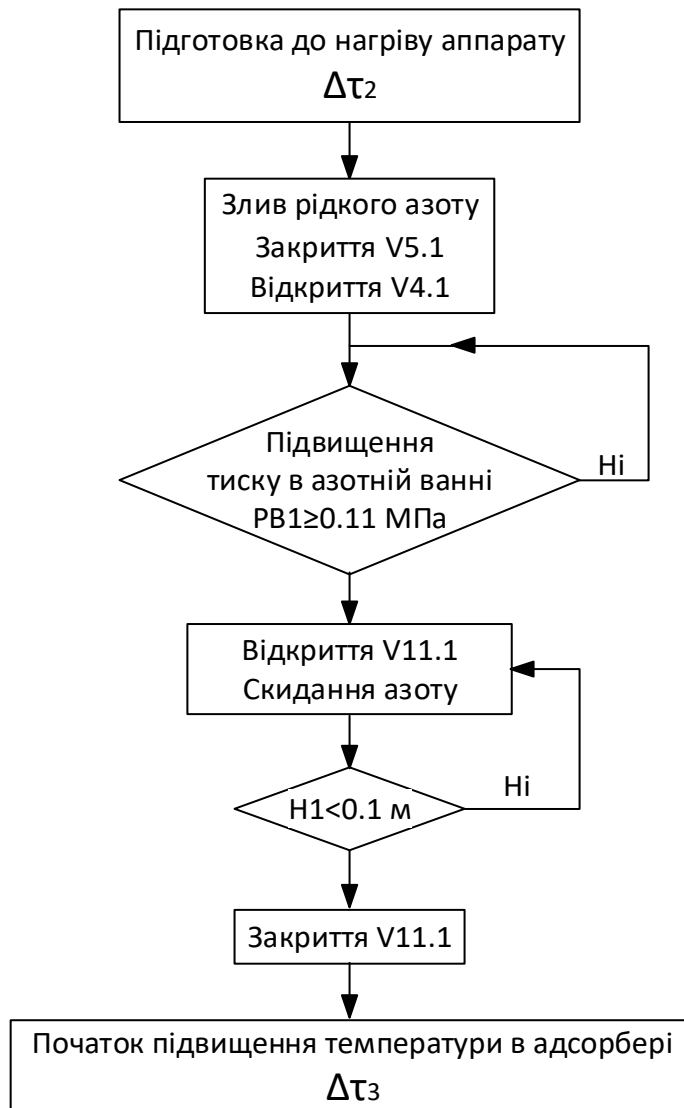 Підготовка до нагріву аппарату
Δτ₂
Злив рідкого азоту
Закриття V5.1
Відкриття V4.1
Підвищення
тиску в азотній ванні
PB1≥0.11 МПа
Ні
Відкриття V11.1
Скидання азоту
H1<0.1 м
Ні
Закриття V11.1
Початок підвищення температури в адсорбері
Δτ₃